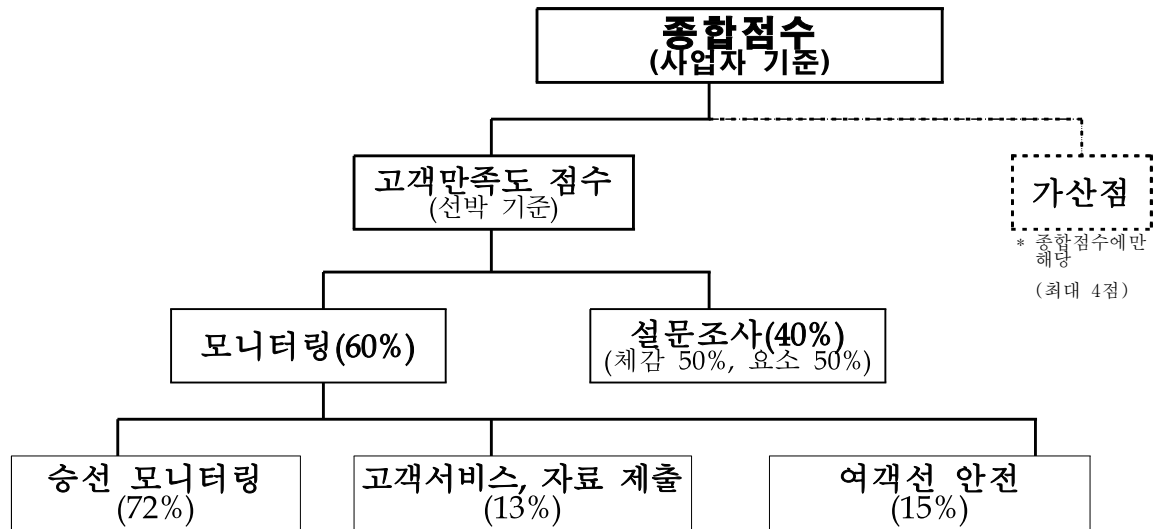 종합점수
(사업자 기준)
고객만족도 점수
(선박 기준)
가산점
* 종합점수에만
해당
(최대 4점)
모니터링(60%)
설문조사(40%)
(체감 50%, 요소 50%)
승선 모니터링
(72%)
고객서비스, 자료 제출
(13%)
여객선 안전
(15%)